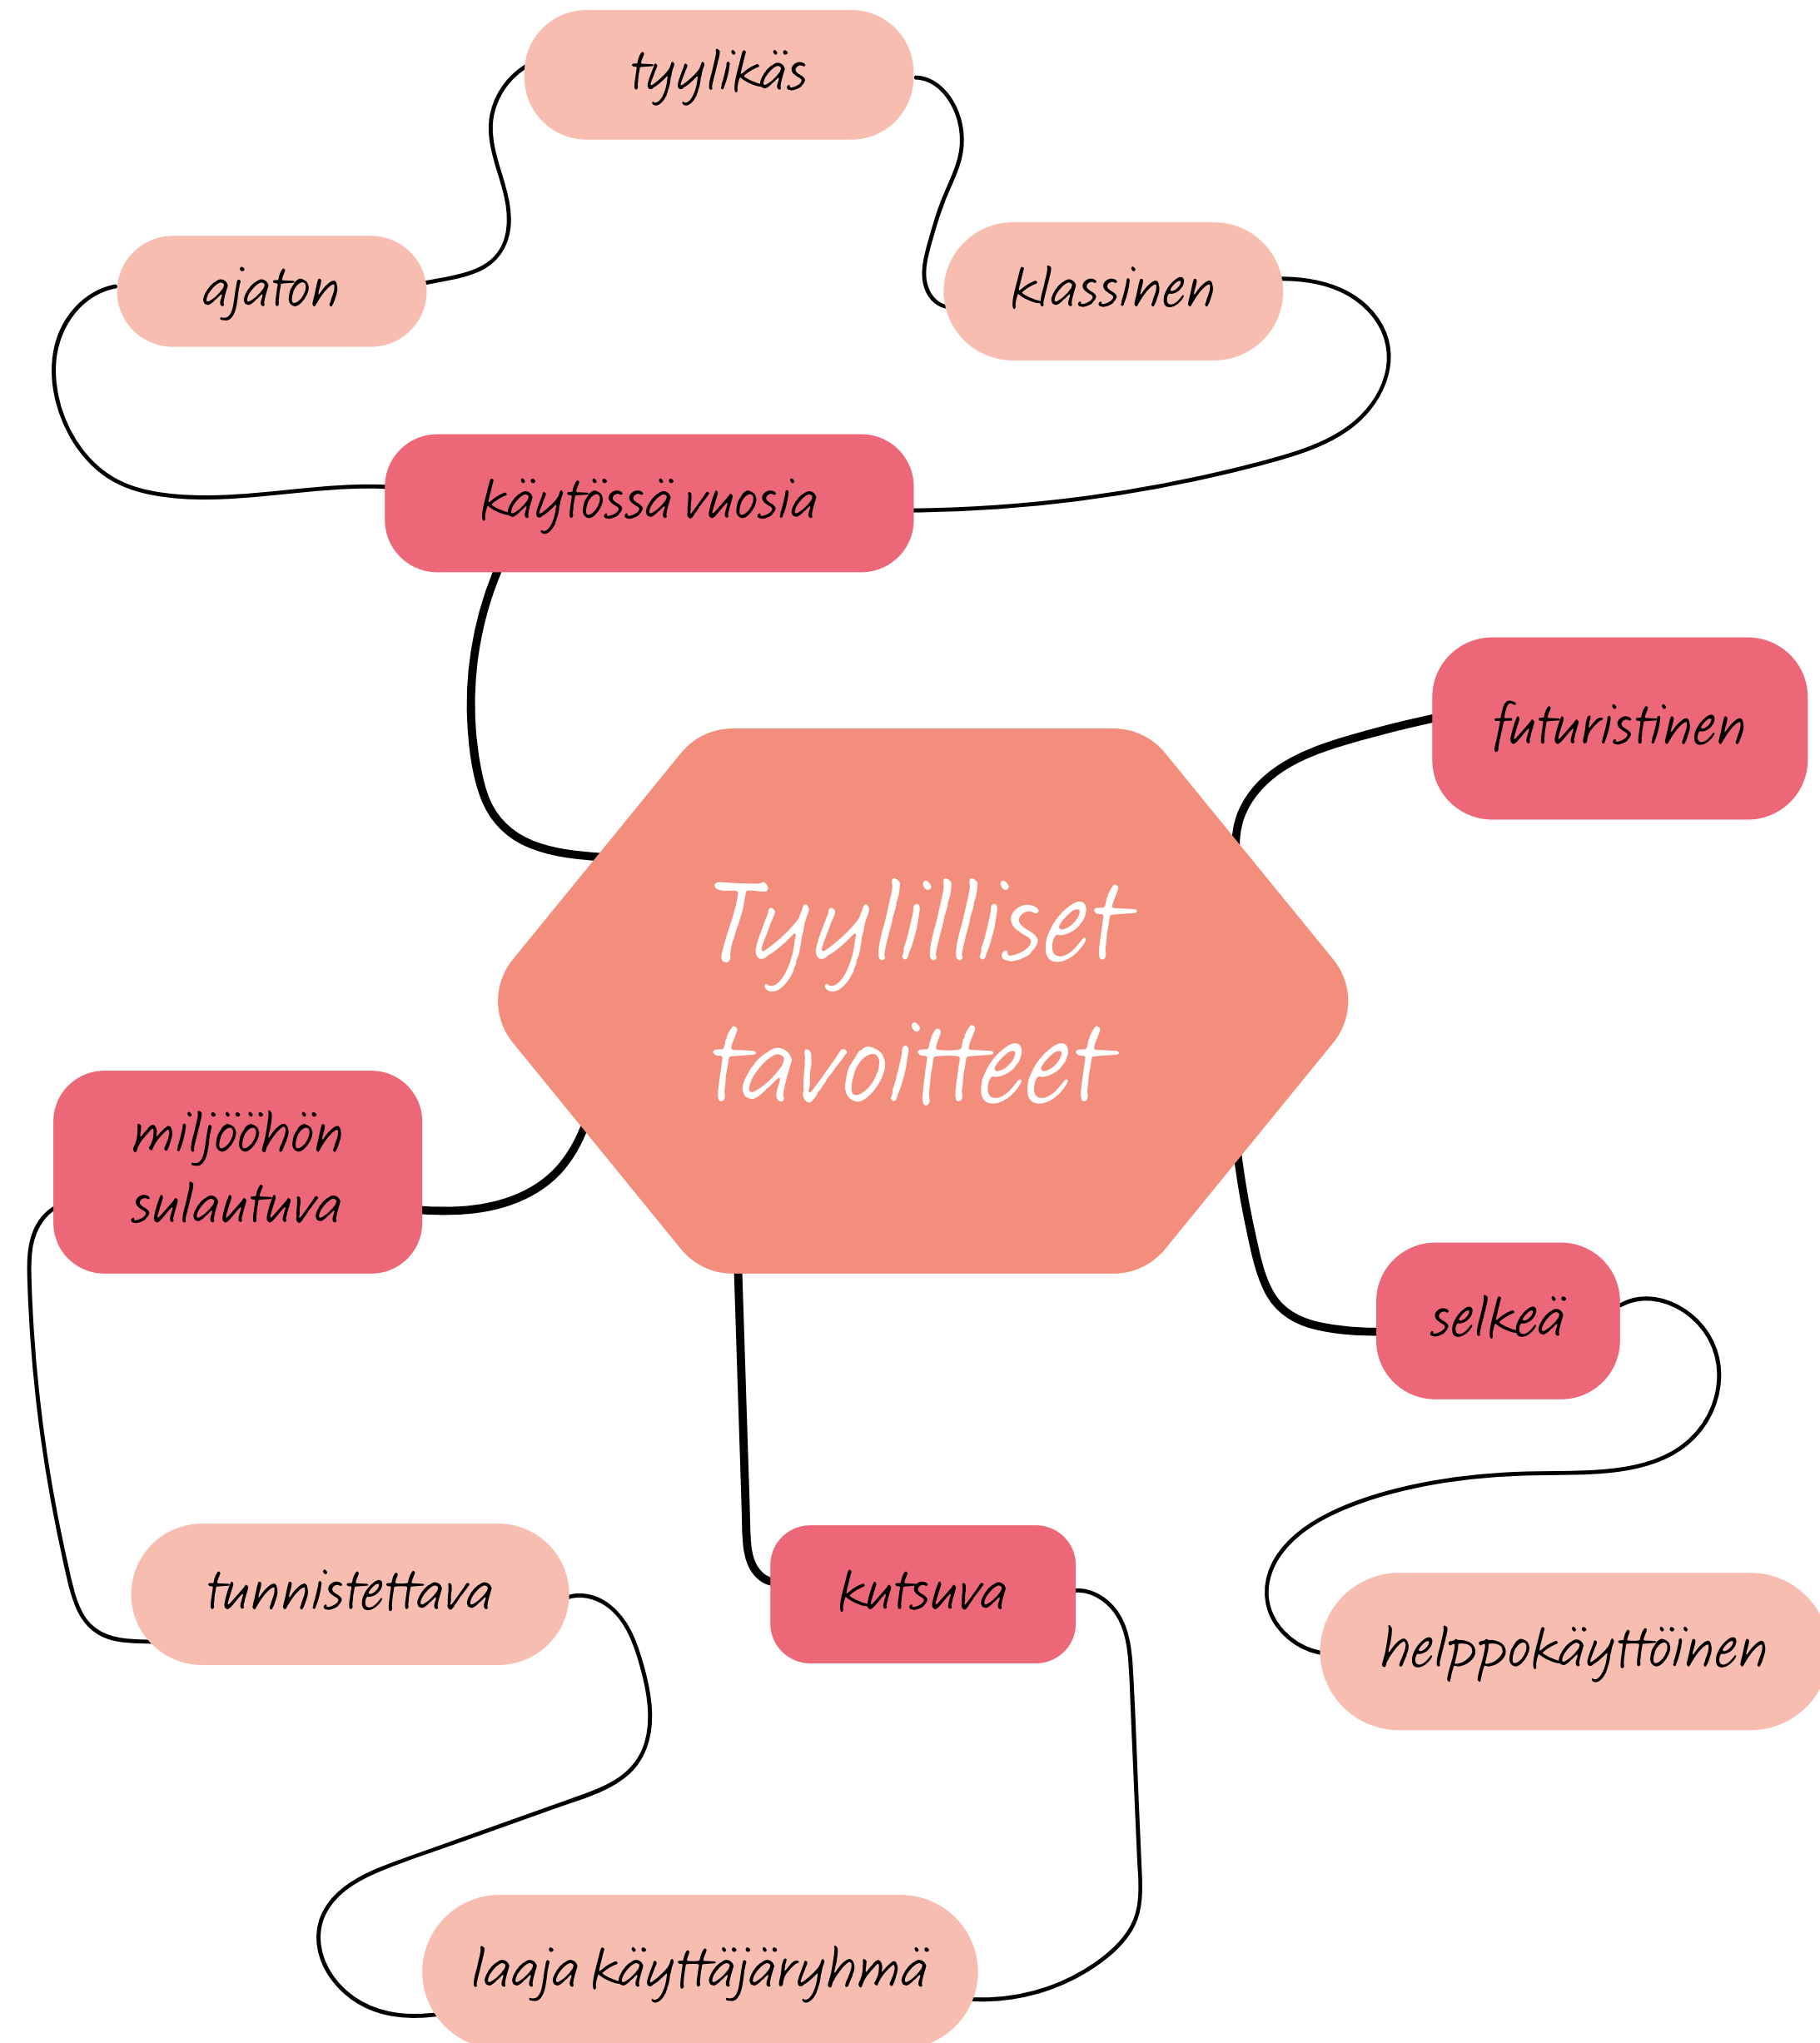 tyylikäs
ajaton
klassinen
käytössä vuosia
futuristinen
Tyylilliset
tavoitteet
miljööhön
sulautuva
selkeä
tunnistettava
kutsuva
helppokäyttöinen
laaja käyttäjäryhmä